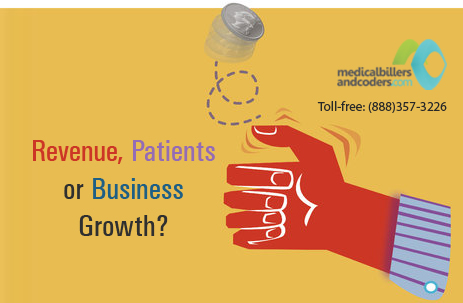 medicalbillers
andcoders.com
Toll-free: (888)357-3226
Revenue, Patients
or Business
Growth?